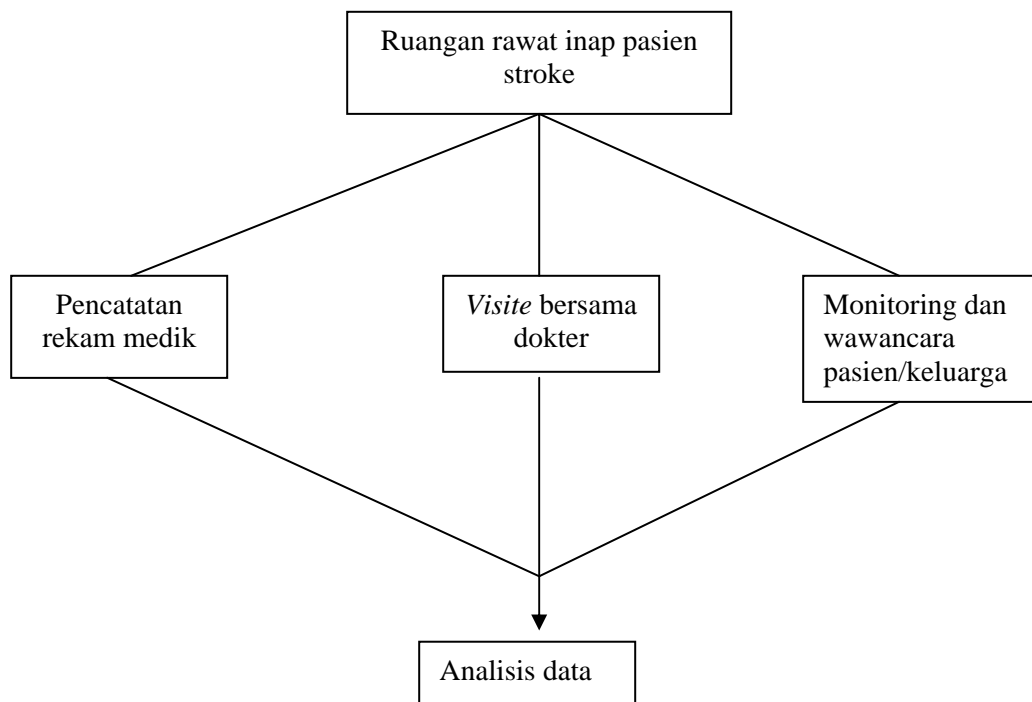 Ruangan rawat inap pasien
stroke
Pencatatan
rekam medik
Visite bersama
dokter
Monitoring dan
wawancara
pasien/keluarga
Analisis data